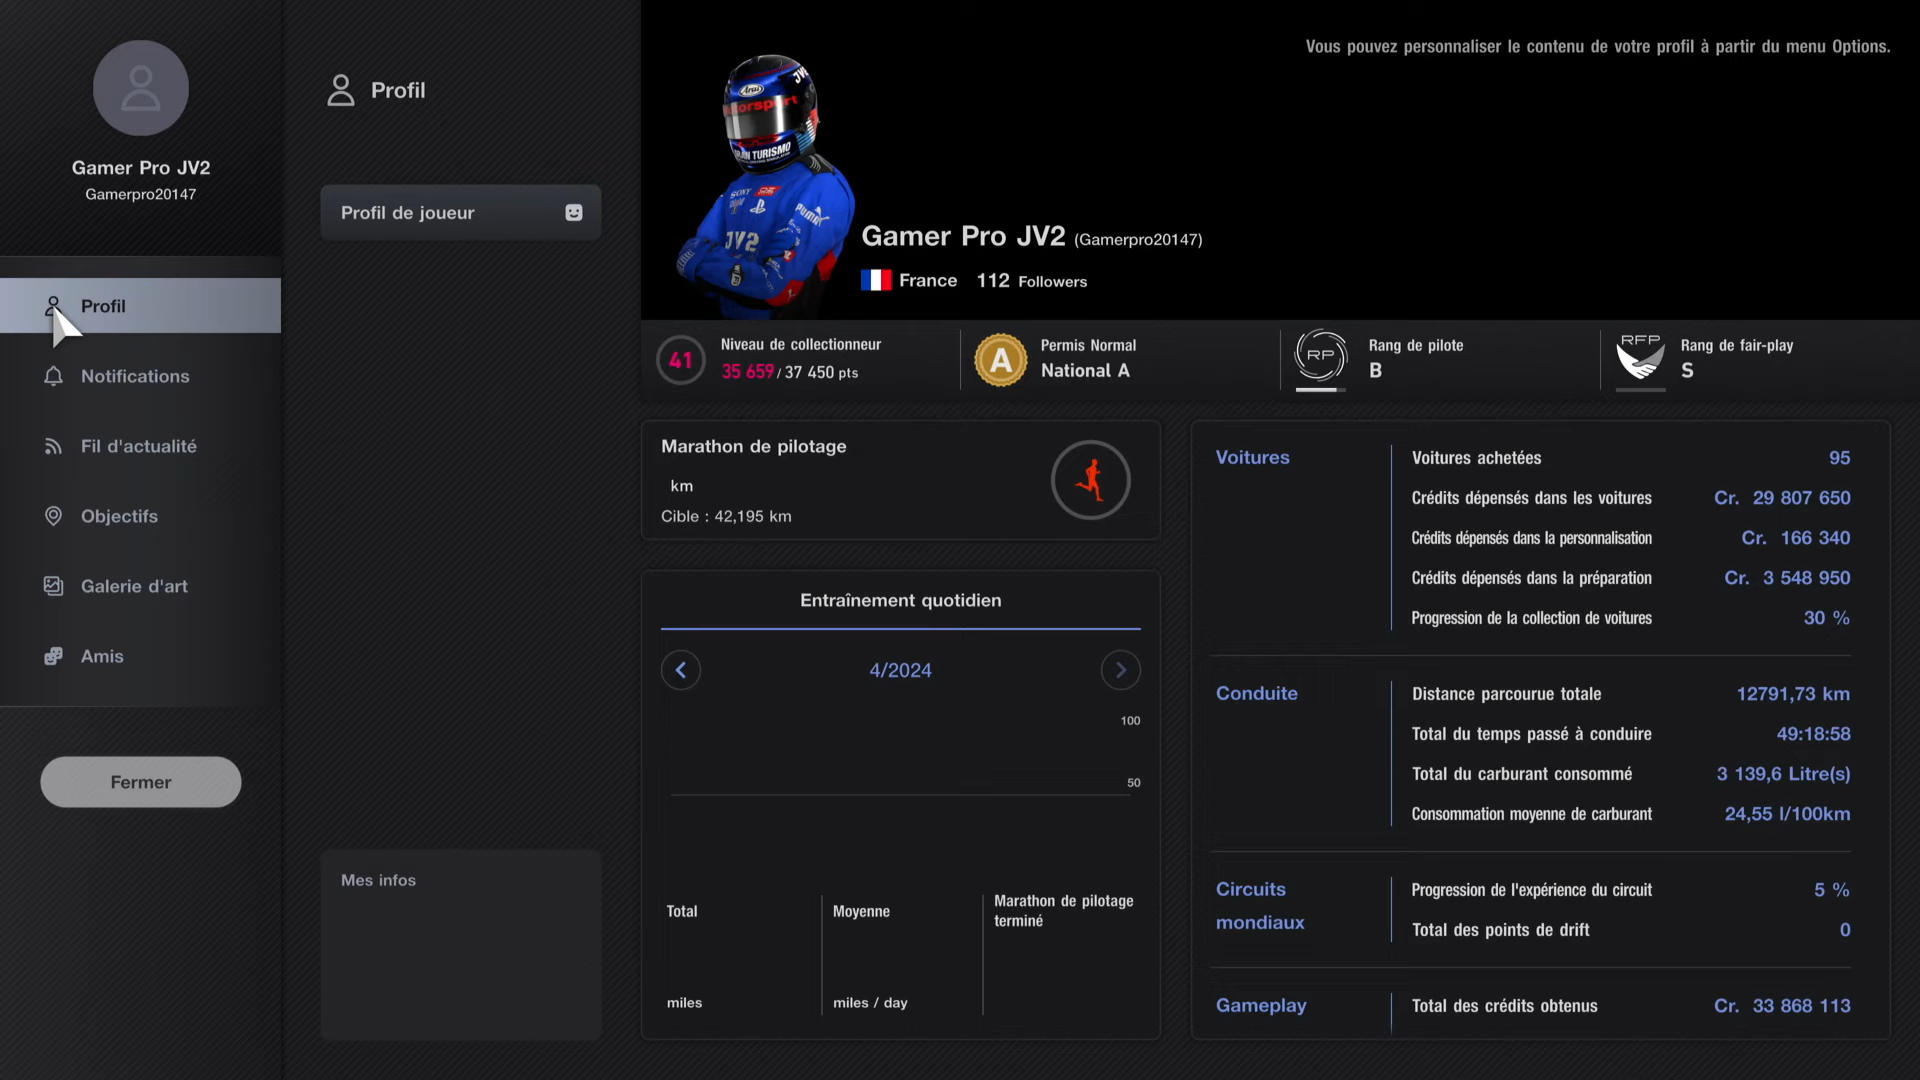 Gamer Pro JV2
Gamerpro20147
Profil
Notifications
Fil d'actualité
Objectifs
Galerie d'art
Amis
Fermer
Profil
Profil de joueur
Mes infos
Vous pouvez personnaliser le contenu de votre profil à partir du menu Options.
Arai
GRAN TURISMO
SONY
PUMA
JV2
Gamer Pro JV2 (Gamerpro20147)
France 112 Followers
41
Niveau de collectionneur
35 659 / 37 450 pts
A
Permis Normal
National A
RP
Rang de pilote
B
RFP
Rang de fair-play
S
Marathon de pilotage
km
Cible : 42,195 km
Entraînement quotidien
4/2024
100
50
Total
miles
Moyenne
miles / day
Marathon de pilotage
terminé
Voitures
Voitures achetées 95
Crédits dépensés dans les voitures Cr. 29 807 650
Crédits dépensés dans la personnalisation Cr. 166 340
Crédits dépensés dans la préparation Cr. 3 548 950
Progression de la collection de voitures 30 %
Conduite
Distance parcourue totale 12791,73 km
Total du temps passé à conduire 49:18:58
Total du carburant consommé 3 139,6 Litre(s)
Consommation moyenne de carburant 24,55 l/100km
Circuits
mondiaux
Progression de l'expérience du circuit 5 %
Total des points de drift 0
Gameplay
Total des crédits obtenus Cr. 33 868 113